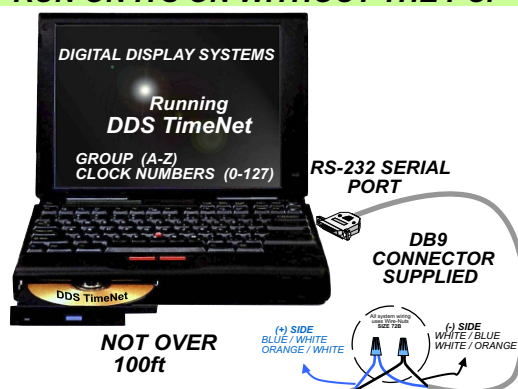 RUN ON ITS ON WITHOUT THE PC!
DIGITAL DISPLAY SYSTEMS
Running
DDS TimeNet
GROUP (A-Z)
CLOCK NUMBERS (0-127)
RS-232 SERIAL
PORT
DB9
CONNECTOR
SUPPLIED
DDS TimeNet
NOT OVER
100ft
(+) SIDE
BLUE / WHITE
ORANGE / WHITE
All system wiring
uses Wire-Nuts
SIZE 72B
(-) SIDE
WHITE / BLUE
WHITE / ORANGE